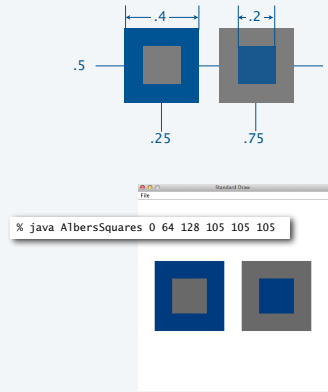 .4 .2
.5
.25 .75
Standard Draw
File
% java AlbersSquares 0 64 128 105 105 105